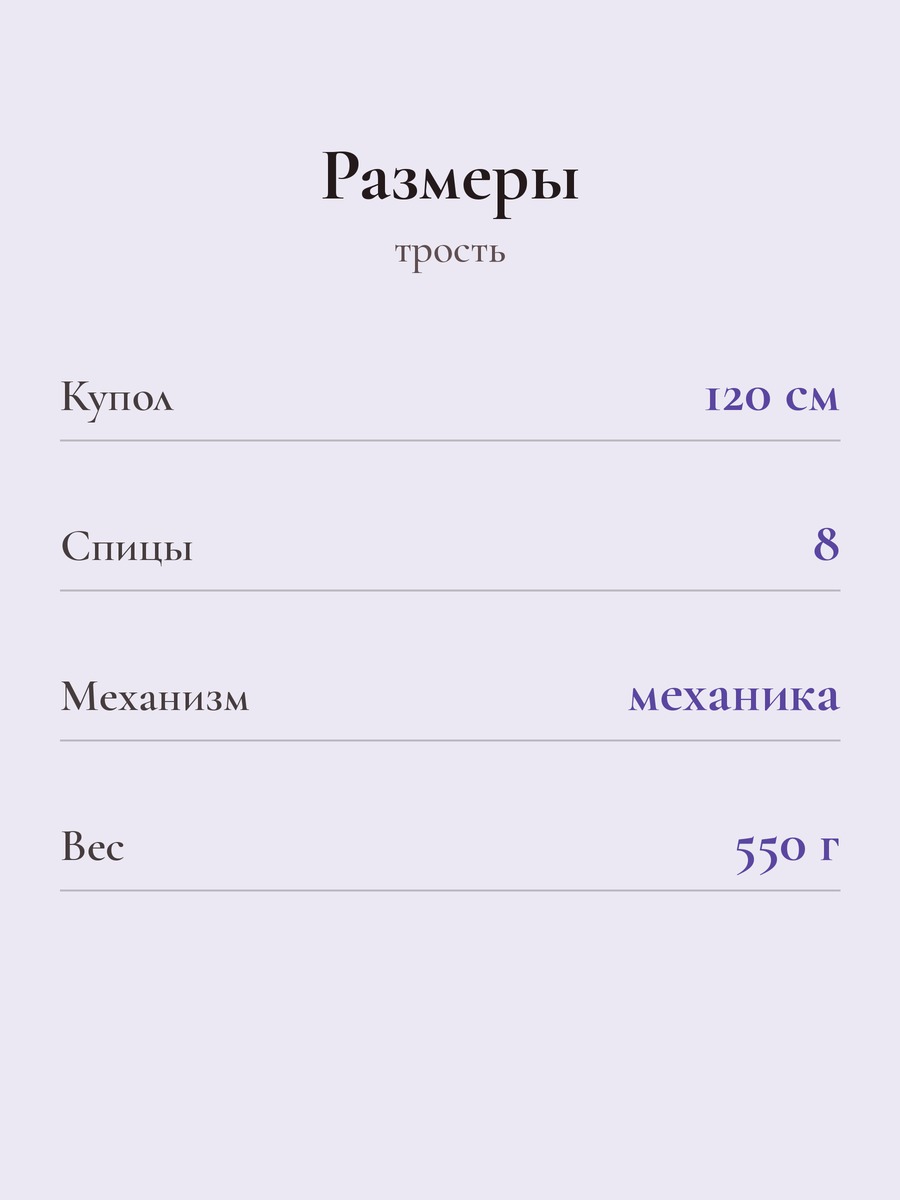 Размеры
трость
Купол 120 см
Спицы 8
Механизм механика
Вес 550 г